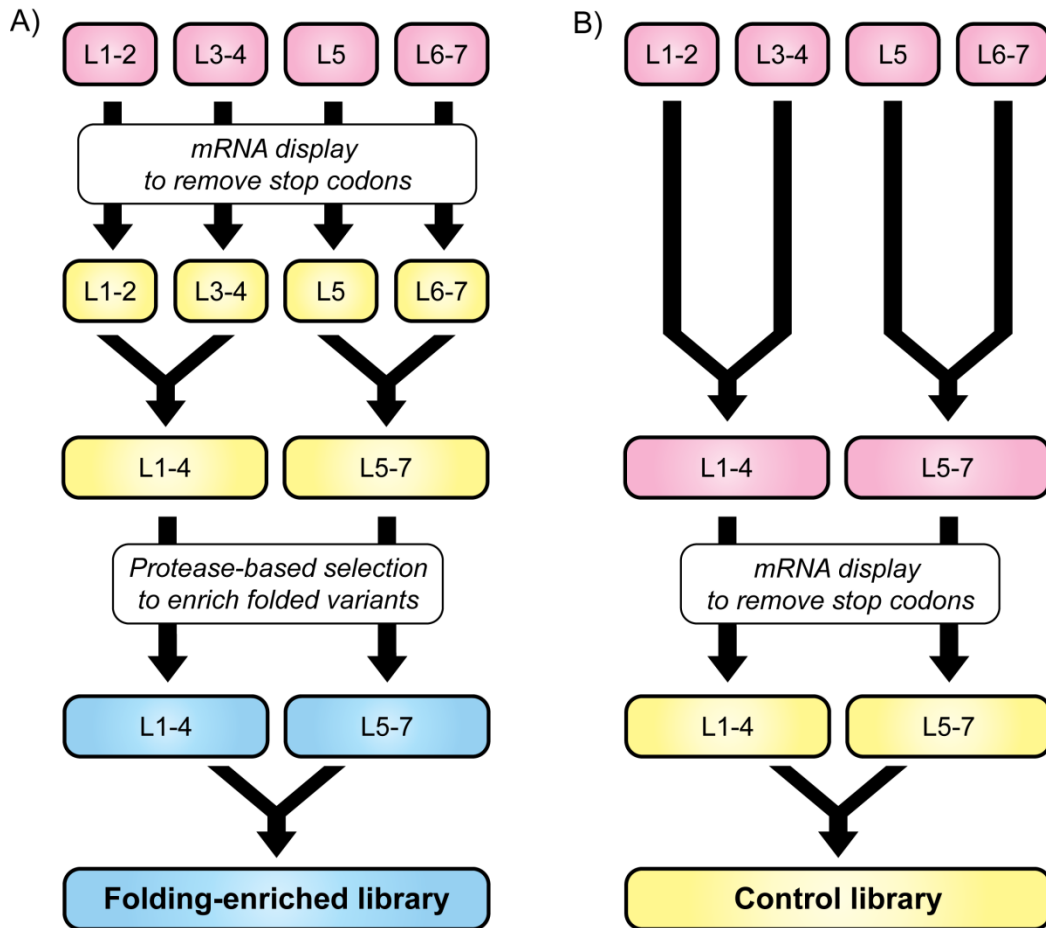 A)
L1-2 L3-4 L5 L6-7
mRNA display
to remove stop codons
L1-2 L3-4 L5 L6-7
L1-4 L5-7
Protease-based selection
to enrich folded variants
L1-4 L5-7
Folding-enriched library
B)
L1-2 L3-4 L5 L6-7
L1-4 L5-7
mRNA display
to remove stop codons
L1-4 L5-7
Control library